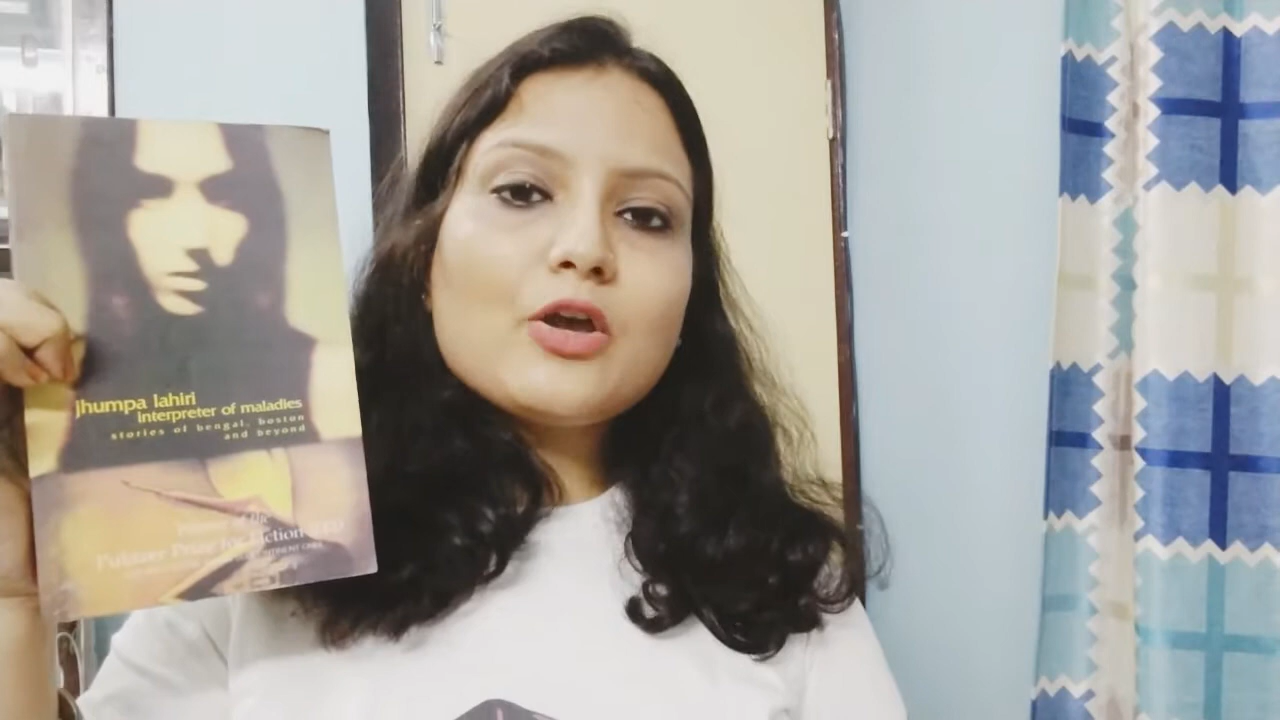 jhumpa lahiri
interpreter of maladies
stories of bengal, boston
and beyond
Pulitzer Prize for Fiction